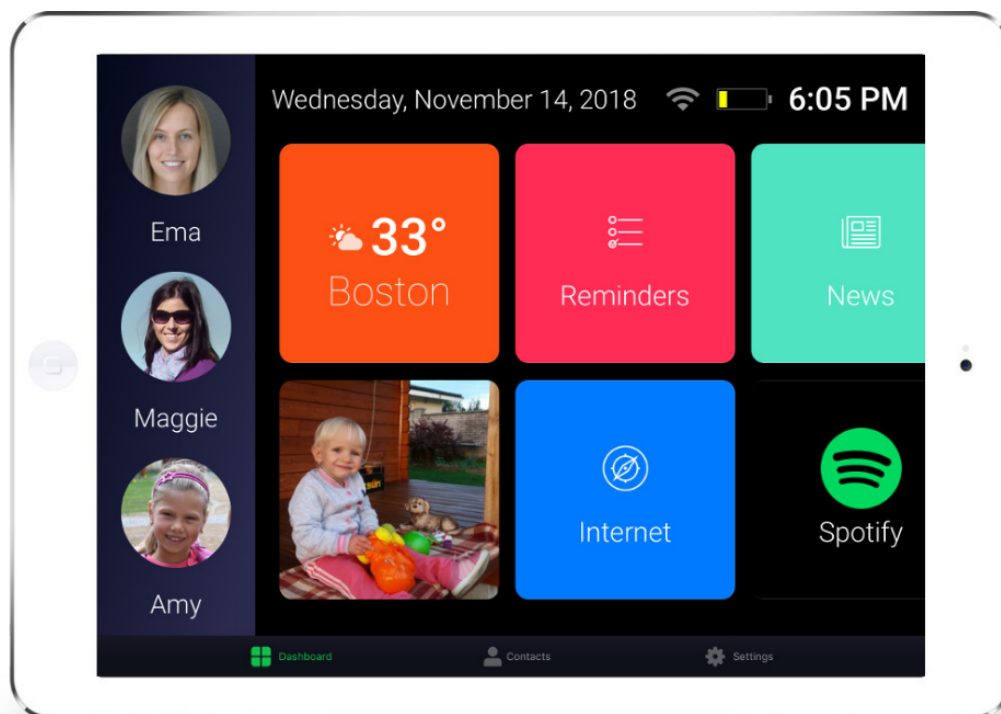 Wednesday, November 14, 2018
6:05 PM
Ema
Maggie
Amy
33°
Boston
Reminders
News
Internet
Spotify
Dashboard
Contacts
Settings